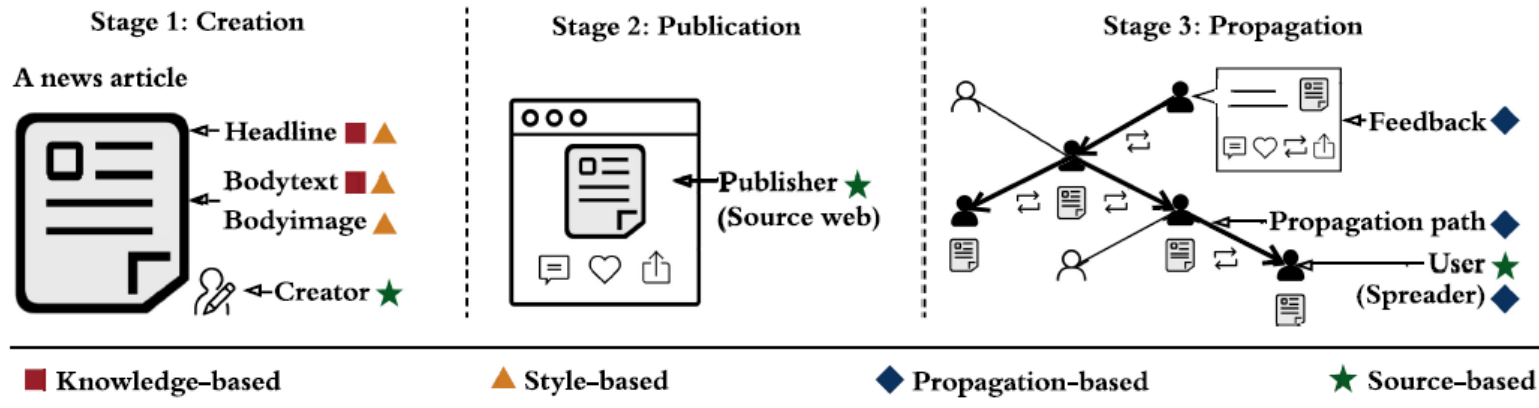 Stage 1: Creation
Stage 2: Publication
Stage 3: Propagation
A news article
Headline
Bodytext
Bodyimage
Creator
Publisher
(Source web)
Feedback
Propagation path
User
(Spreader)
Knowledge-based
Style-based
Propagation-based
Source-based